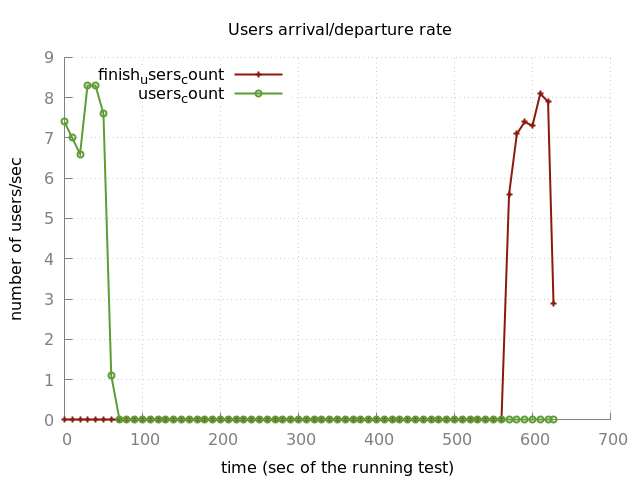 Users arrival/departure rate
finish_users_count
users_count
number of users/sec
9
8
7
6
5
4
3
2
1
0
0 100 200 300 400 500 600 700
time (sec of the running test)